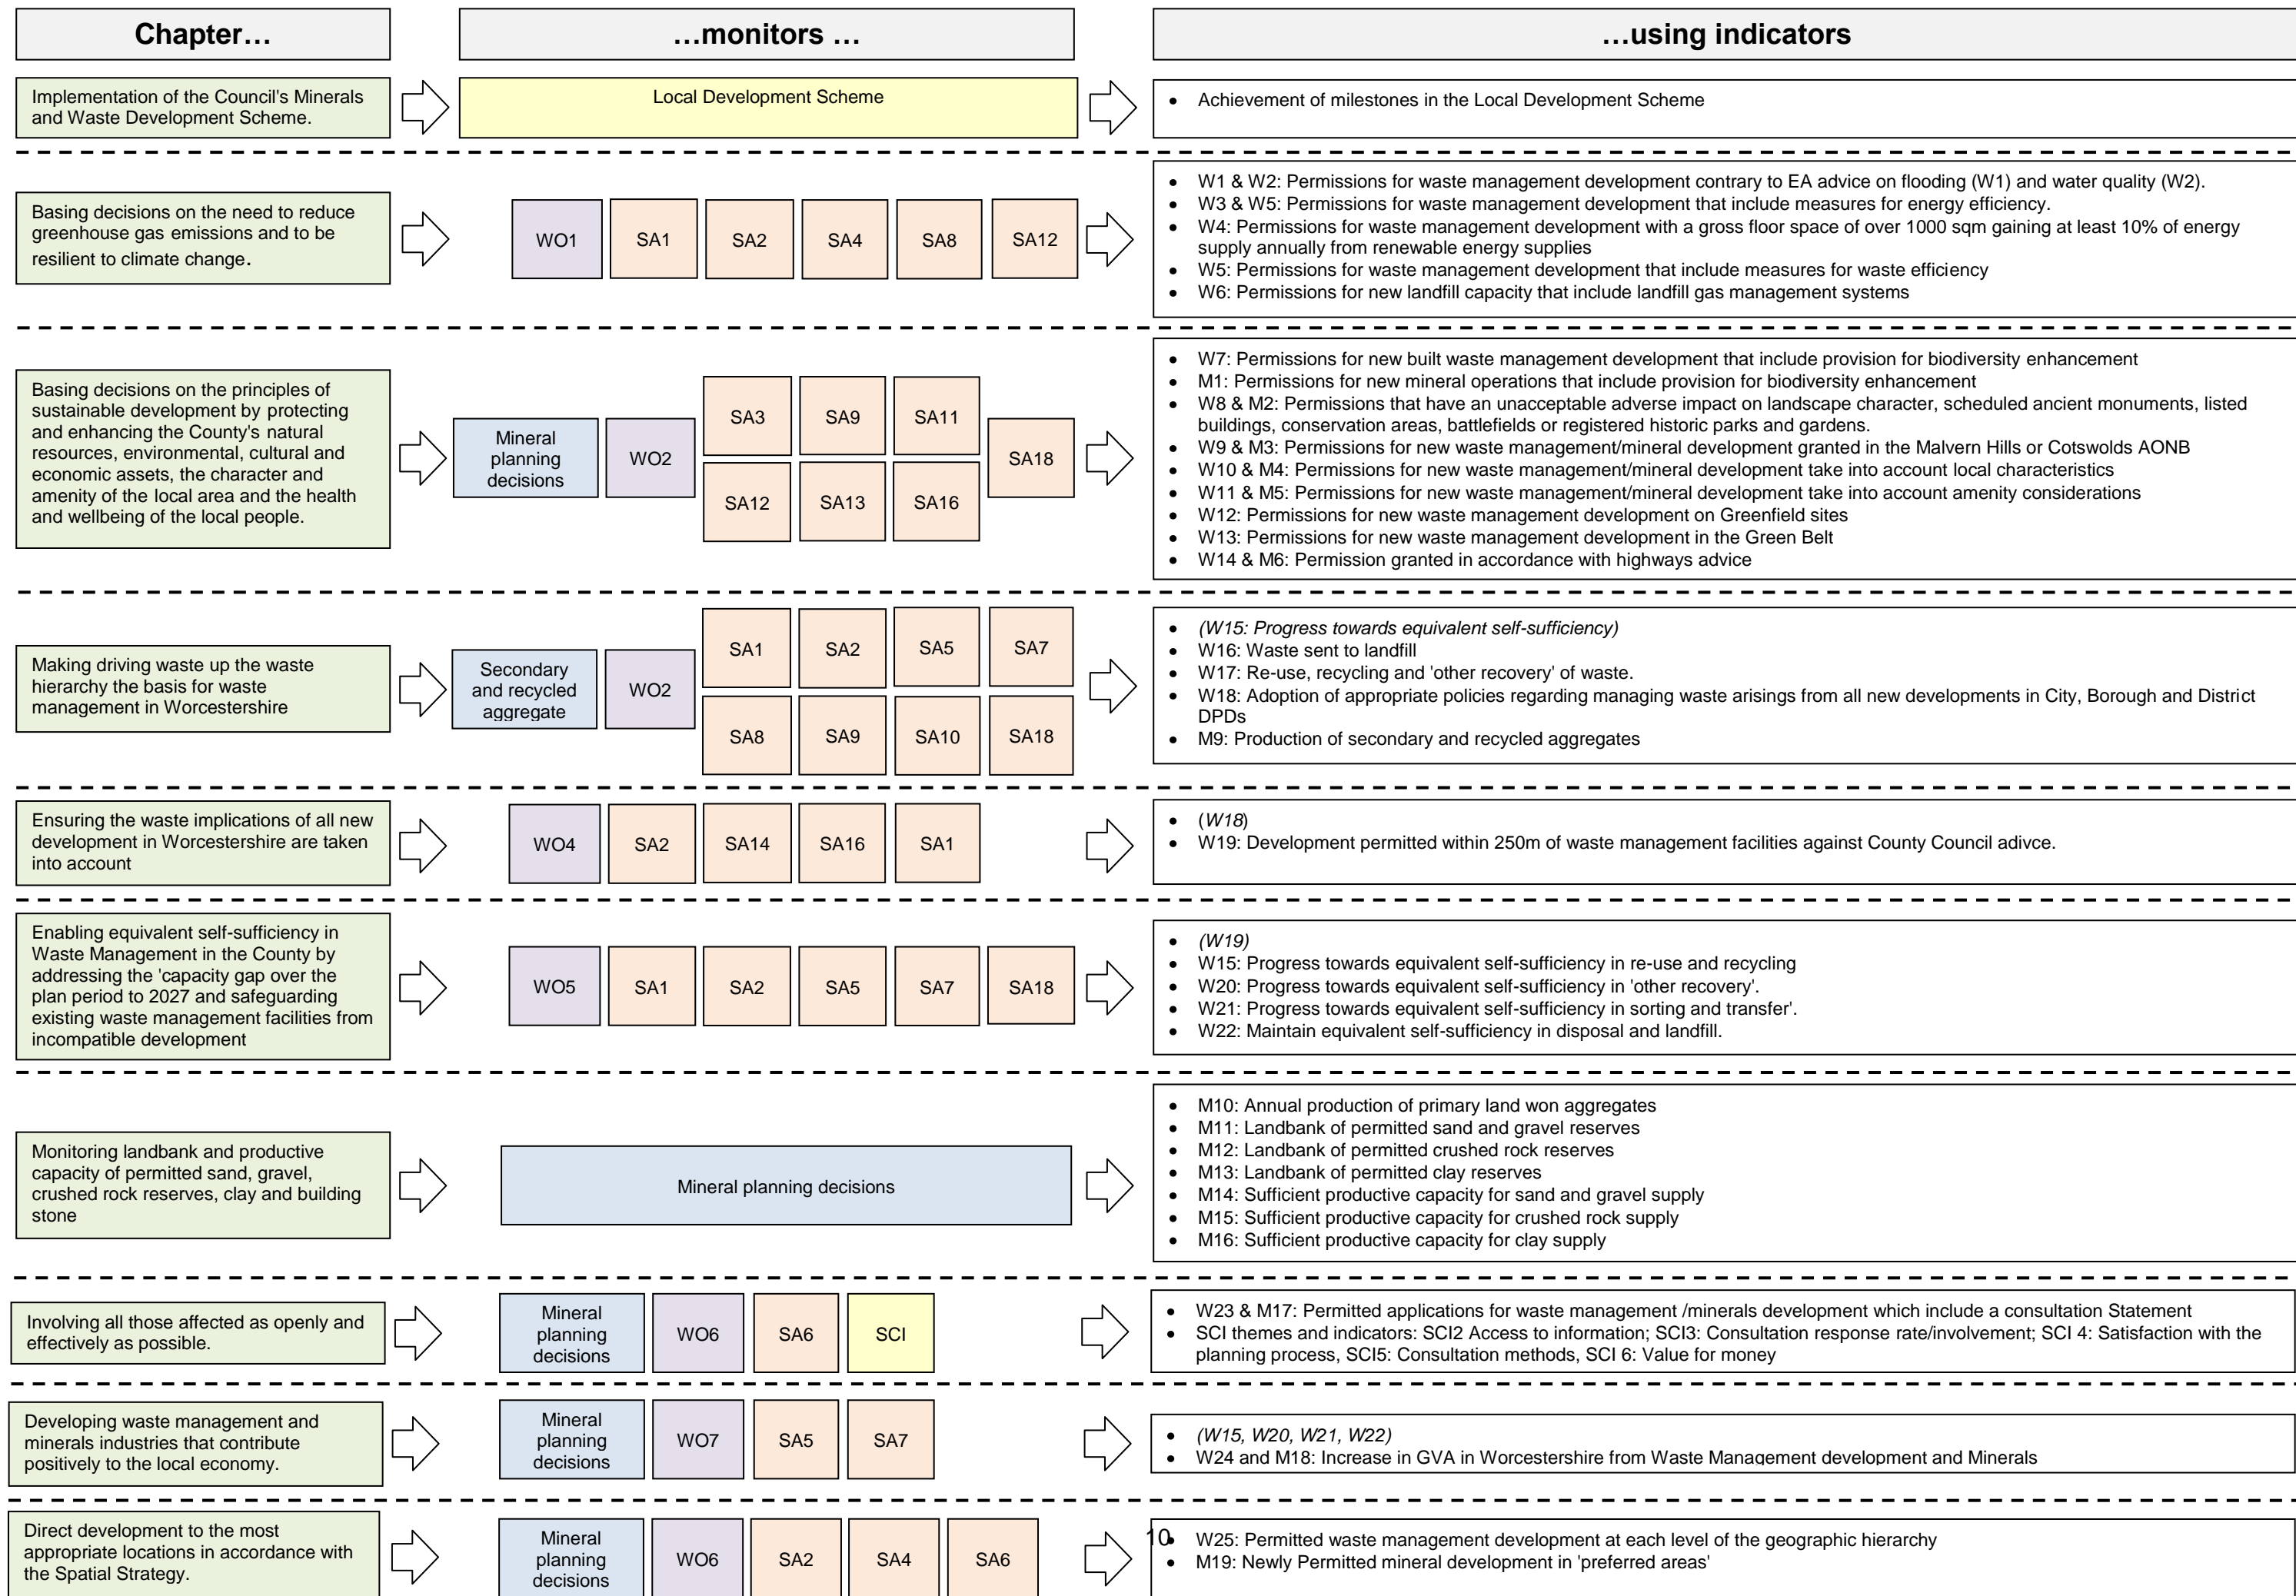 Chapter…
…monitors …
…using indicators
Implementation of the Council's Minerals
and Waste Development Scheme.
Local Development Scheme
• Achievement of milestones in the Local Development Scheme
Basing decisions on the need to reduce
greenhouse gas emissions and to be
resilient to climate change.
WO1
SA1
SA2
SA4
SA8
SA12
• W1 & W2: Permissions for waste management development contrary to EA advice on flooding (W1) and water quality (W2).
• W3 & W5: Permissions for waste management development that include measures for energy efficiency.
• W4: Permissions for waste management development with a gross floor space of over 1000 sqm gaining at least 10% of energy
supply annually from renewable energy supplies
• W5: Permissions for waste management development that include measures for waste efficiency
• W6: Permissions for new landfill capacity that include landfill gas management systems
Basing decisions on the principles of
sustainable development by protecting
and enhancing the County's natural
resources, environmental, cultural and
economic assets, the character and
amenity of the local area and the health
and wellbeing of the local people.
Mineral
planning
decisions
WO2
SA3
SA9
SA11
SA12
SA13
SA16
SA18
• W7: Permissions for new built waste management development that include provision for biodiversity enhancement
• M1: Permissions for new mineral operations that include provision for biodiversity enhancement
• W8 & M2: Permissions that have an unacceptable adverse impact on landscape character, scheduled ancient monuments, listed
buildings, conservation areas, battlefields or registered historic parks and gardens.
• W9 & M3: Permissions for new waste management/mineral development granted in the Malvern Hills or Cotswolds AONB
• W10 & M4: Permissions for new waste management/mineral development take into account local characteristics
• W11 & M5: Permissions for new waste management/mineral development take into account amenity considerations
• W12: Permissions for new waste management development on Greenfield sites
• W13: Permissions for new waste management development in the Green Belt
• W14 & M6: Permission granted in accordance with highways advice
Making driving waste up the waste
hierarchy the basis for waste
management in Worcestershire
Secondary
and recycled
aggregate
WO2
SA1
SA2
SA5
SA7
SA8
SA9
SA10
SA18
• (W15: Progress towards equivalent self-sufficiency)
• W16: Waste sent to landfill
• W17: Re-use, recycling and 'other recovery' of waste.
• W18: Adoption of appropriate policies regarding managing waste arisings from all new developments in City, Borough and District
DPDs
• M9: Production of secondary and recycled aggregates
Ensuring the waste implications of all new
development in Worcestershire are taken
into account
WO4
SA2
SA14
SA16
SA1
• (W18)
• W19: Development permitted within 250m of waste management facilities against County Council adivce.
Enabling equivalent self-sufficiency in
Waste Management in the County by
addressing the 'capacity gap over the
plan period to 2027 and safeguarding
existing waste management facilities from
incompatible development
WO5
SA1
SA2
SA5
SA7
SA18
• (W19)
• W15: Progress towards equivalent self-sufficiency in re-use and recycling
• W20: Progress towards equivalent self-sufficiency in 'other recovery'.
• W21: Progress towards equivalent self-sufficiency in sorting and transfer'.
• W22: Maintain equivalent self-sufficiency in disposal and landfill.
Monitoring landbank and productive
capacity of permitted sand, gravel,
crushed rock reserves, clay and building
stone
Mineral planning decisions
• M10: Annual production of primary land won aggregates
• M11: Landbank of permitted sand and gravel reserves
• M12: Landbank of permitted crushed rock reserves
• M13: Landbank of permitted clay reserves
• M14: Sufficient productive capacity for sand and gravel supply
• M15: Sufficient productive capacity for crushed rock supply
• M16: Sufficient productive capacity for clay supply
Involving all those affected as openly and
effectively as possible.
Mineral
planning
decisions
WO6
SA6
SCI
• W23 & M17: Permitted applications for waste management /minerals development which include a consultation Statement
• SCI themes and indicators: SCI2 Access to information; SCI3: Consultation response rate/involvement; SCI 4: Satisfaction with the
planning process, SCI5: Consultation methods, SCI 6: Value for money
Developing waste management and
minerals industries that contribute
positively to the local economy.
Mineral
planning
decisions
WO7
SA5
SA7
• (W15, W20, W21, W22)
• W24 and M18: Increase in GVA in Worcestershire from Waste Management development and Minerals
Direct development to the most
appropriate locations in accordance with
the Spatial Strategy.
Mineral
planning
decisions
WO6
SA2
SA4
SA6
10
• W25: Permitted waste management development at each level of the geographic hierarchy
• M19: Newly Permitted mineral development in 'preferred areas'